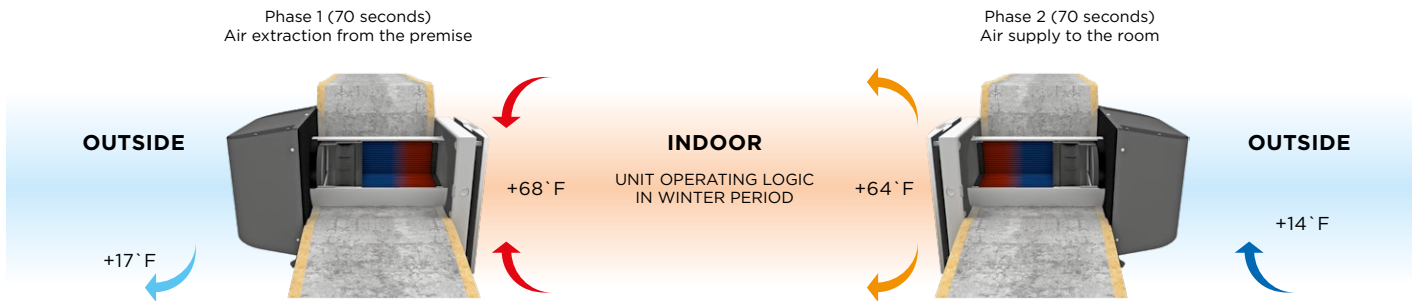 Phase 1 (70 seconds)
Air extraction from the premise
Phase 2 (70 seconds)
Air supply to the room
OUTSIDE
INDOOR
OUTSIDE
UNIT OPERATING LOGIC
IN WINTER PERIOD
+68`F
+64`F
+14`F
+17`F